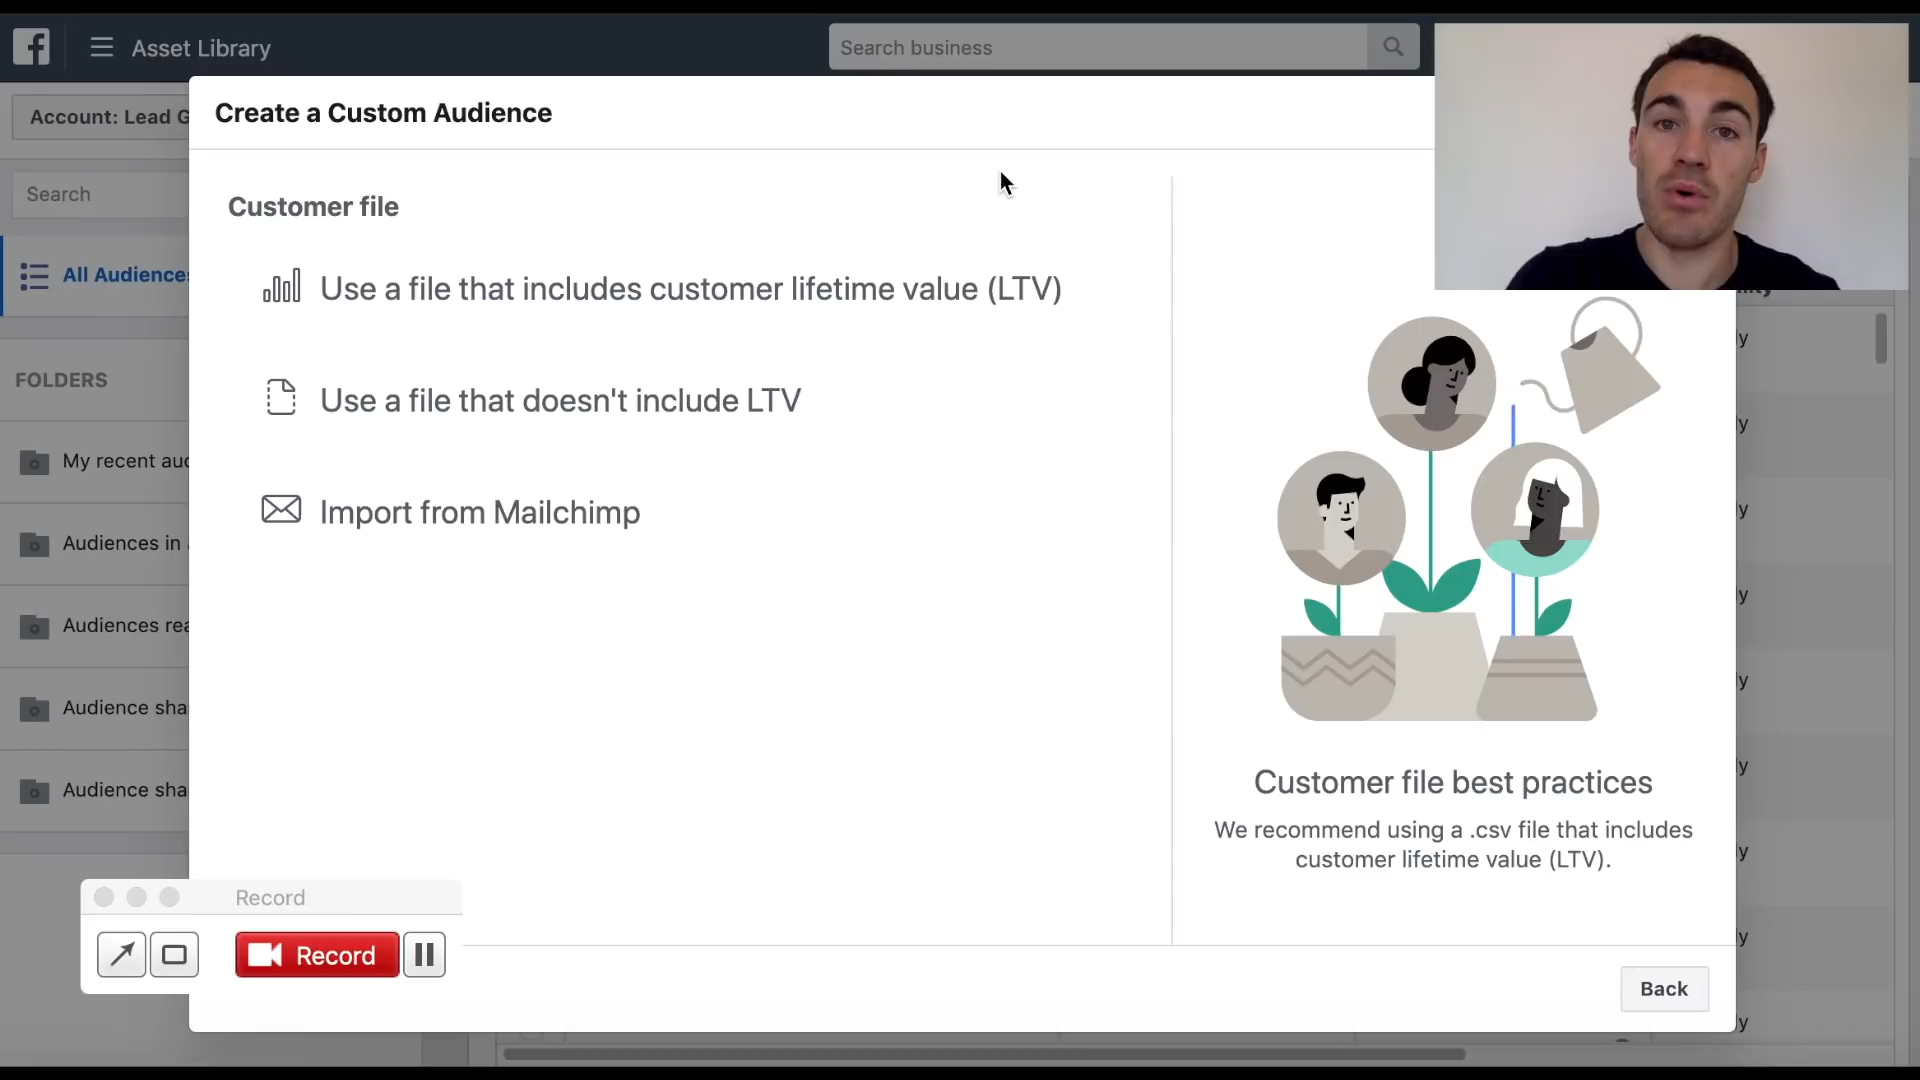 Asset Library
Search business
Account: Lead G
Create a Custom Audience
Search
Customer file
All Audiences
Use a file that includes customer lifetime value (LTV)
FOLDERS
Use a file that doesn't include LTV
My recent aud
Import from Mailchimp
Audiences in
Audiences rea
Audience sha
Audience sha
Customer file best practices
We recommend using a .csv file that includes
customer lifetime value (LTV).
Record
Record
Back